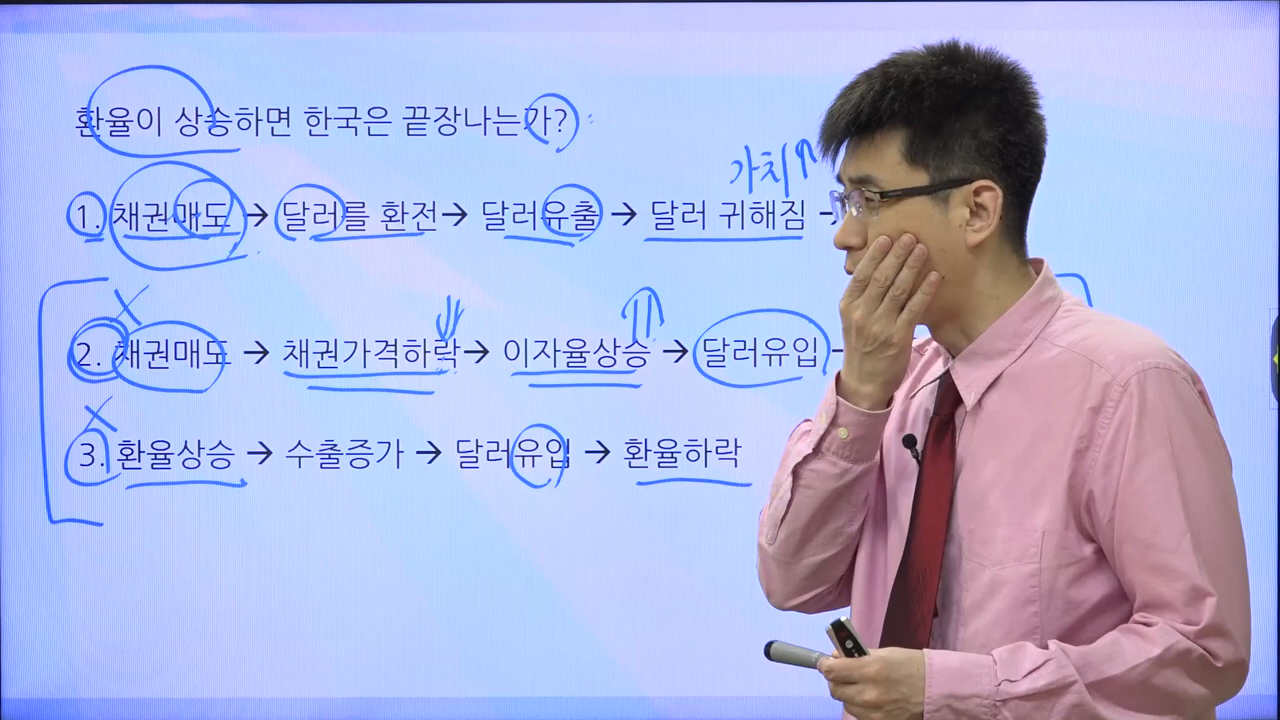 환율이 상승하면 한국은 끝장나는가?
가치↑
1. 채권매도 → 달러를 환전→ 달러유출 → 달러 귀해짐 →
2. 채권매도 → 채권가격하락→ 이자율상승 → 달러유입 →
3. 환율상승 → 수출증가 → 달러유입 → 환율하락